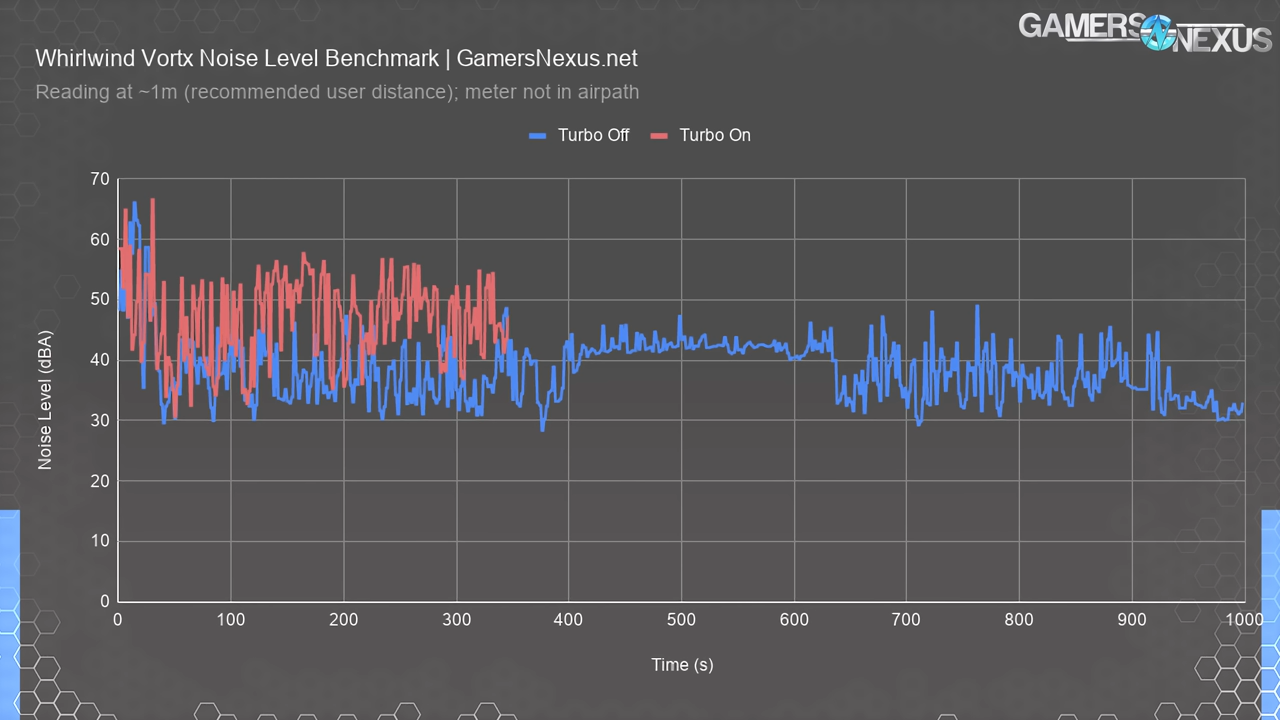 GAMERS NEXUS
Whirlwind Vortx Noise Level Benchmark | GamersNexus.net
Reading at ~1m (recommended user distance); meter not in airpath
Turbo Off
Turbo On
Noise Level (dBA)
70
60
50
40
30
20
10
0
0 100 200 300 400 500 600 700 800 900 1000
Time (s)